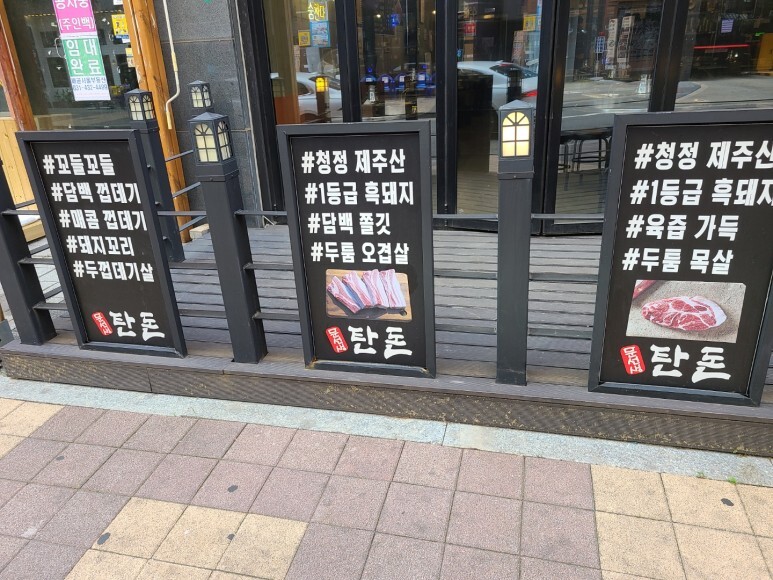 (주인백)
임대
완료
#꼬들꼬들
#담백 껍데기
#매콤 껍데기
#돼지꼬리
#두껍데기살
탄돈
#청정 제주산
#1등급 흑돼지
#담백 쫄깃
#두툼 오겹살
탄돈
#청정 제주산
#1등급 흑돼지
#육즙 가득
#두툼 목살
탄돈